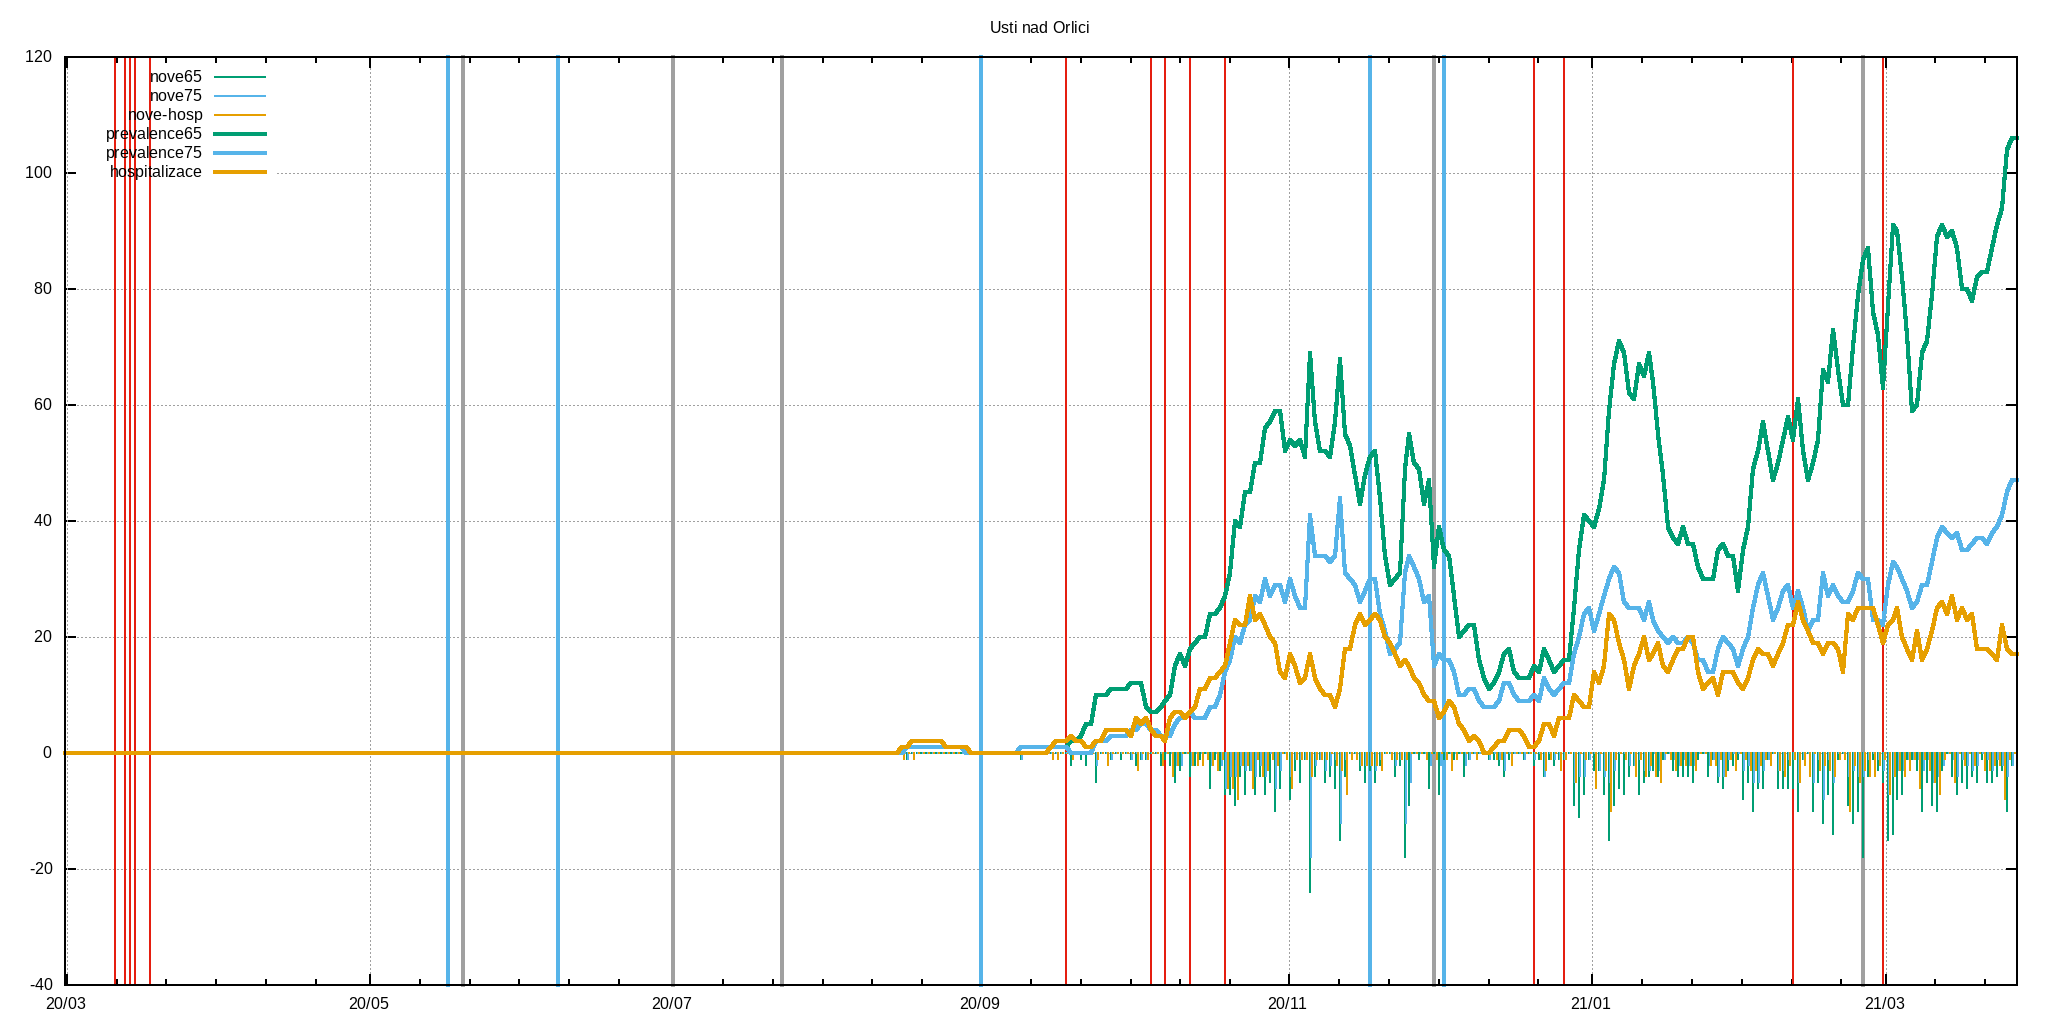 Usti nad Orlici
120
100
80
60
40
20
0
-20
-40
nove65
nove75
nove-hosp
prevalence65
prevalence75
hospitalizace
20/03 20/05 20/07 20/09 20/11 21/01 21/03